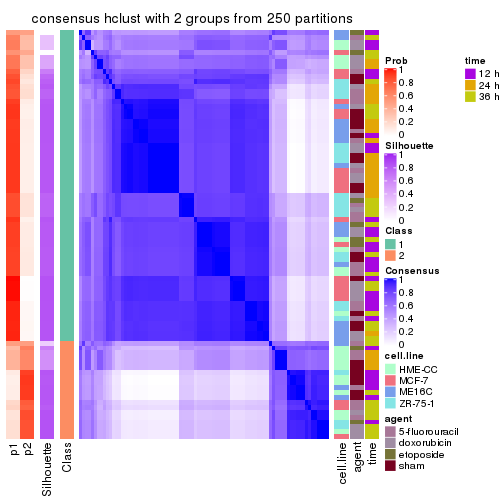 consensus hclust with 2 groups from 250 partitions
Prob
1
0.8
0.6
0.4
0.2
0
Silhouette
1
0.8
0.6
0.4
0.2
0
Class
1
2
Consensus
1
0.8
0.6
0.4
0.2
0
cell.line
HME-CC
MCF-7
ME16C
ZR-75-1
agent
5-fluorouracil
doxorubicin
etoposide
sham
time
12 h
24 h
36 h
p1
p2
Silhouette
Class
cell.line
agent
time